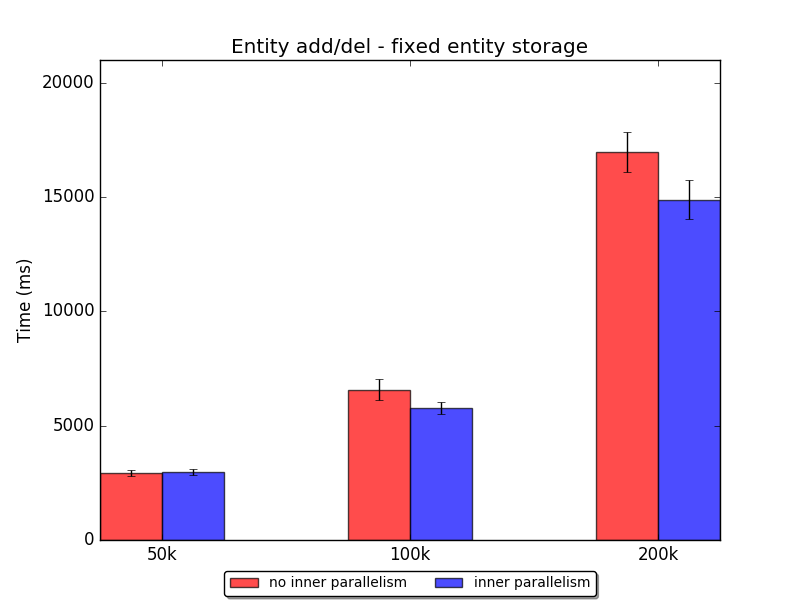 Entity add/del - fixed entity storage
20000
15000
10000
5000
0
Time (ms)
50k 100k 200k
no inner parallelism inner parallelism